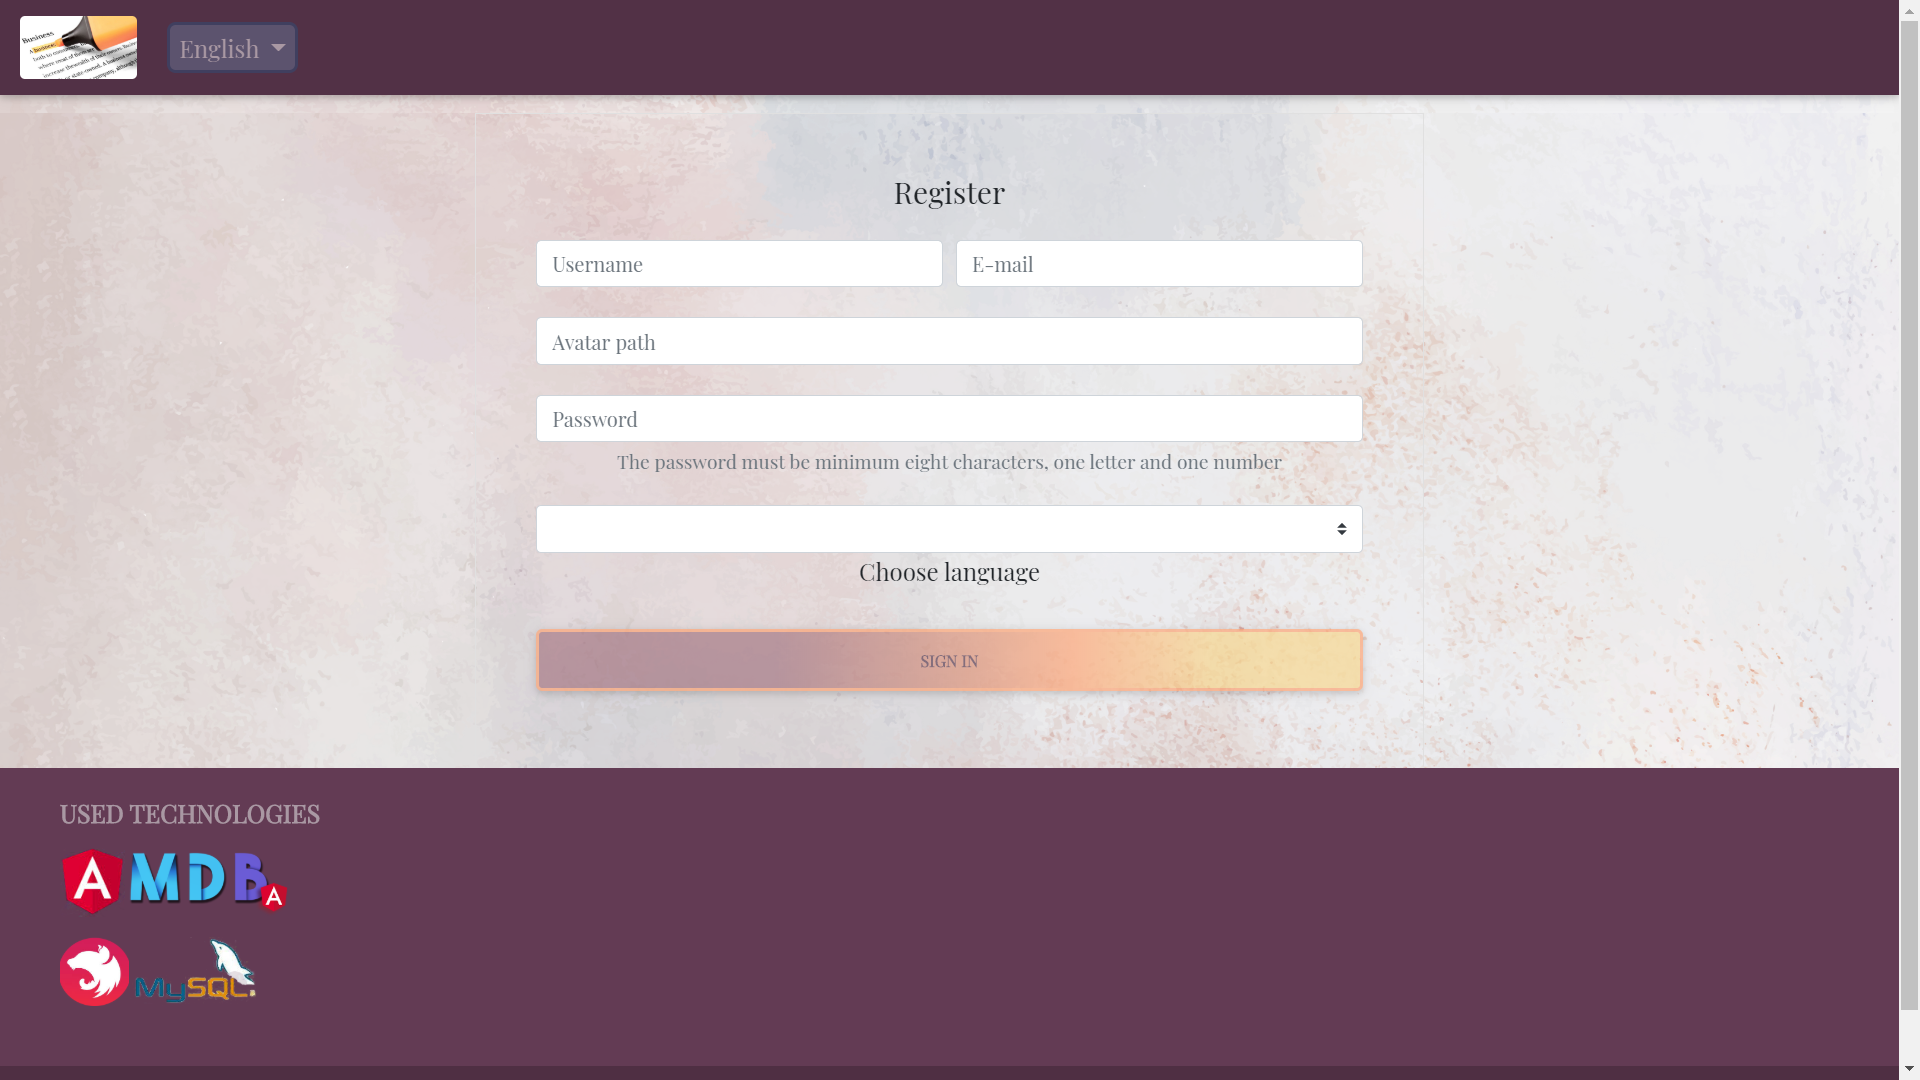 English
Register
Username
E-mail
Avatar path
Password
The password must be minimum eight characters, one letter and one number
Choose language
SIGN IN
USED TECHNOLOGIES
A MDB A
MySQL